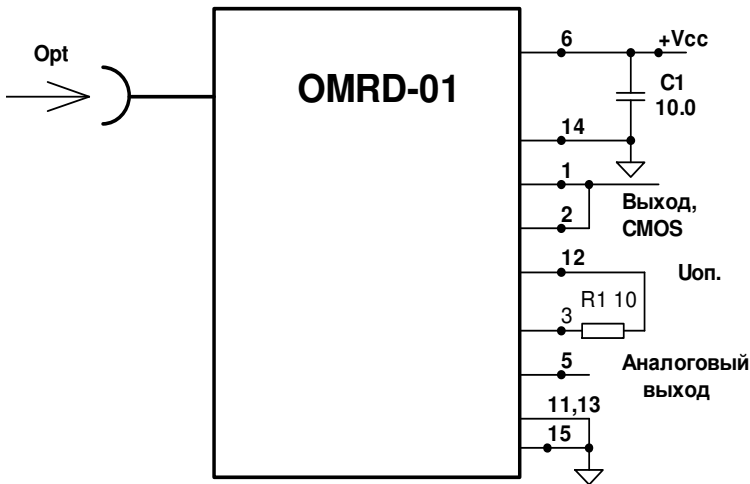 Opt
OMRD-01
6
+Vcc
C1
10.0
14
1
Выход,
2
CMOS
12
Uоп.
R1 10
3
5
Аналоговый
выход
11,13
15